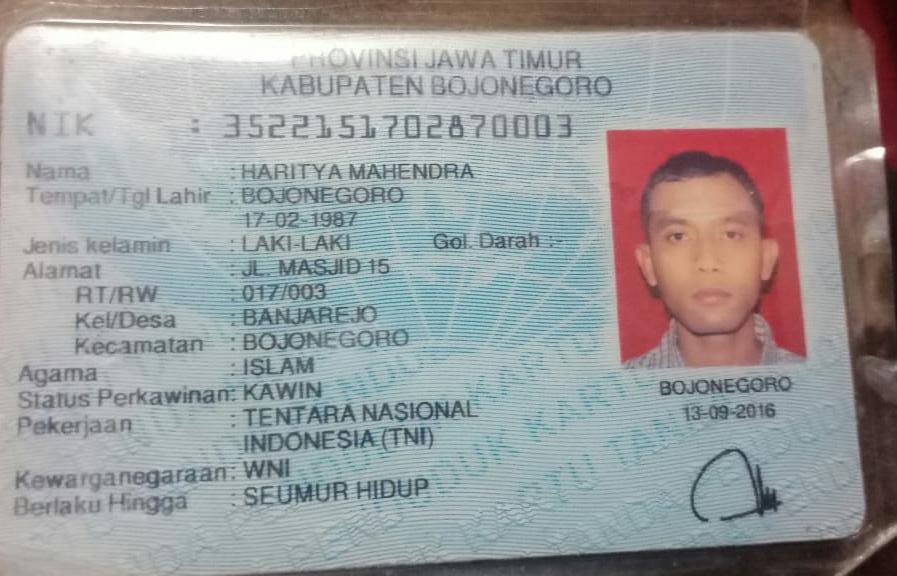 PROVINSI JAWA TIMUR
KABUPATEN BOJONEGORO
NIK : 3522151702870003
Nama : HARITYA MAHENDRA
Tempat/Tgl Lahir : BOJONEGORO
17-02-1987
Jenis kelamin : LAKI-LAKI Gol. Darah :-
Alamat : JL. MASJID 15
RT/RW : 017/003
Kel/Desa : BANJAREJO
Kecamatan : BOJONEGORO
Agama : ISLAM
Status Perkawinan: KAWIN
Pekerjaan : TENTARA NASIONAL
INDONESIA (TNI)
Kewarganegaraan: WNI
Berlaku Hingga : SEUMUR HIDUP
BOJONEGORO
13-09-2016